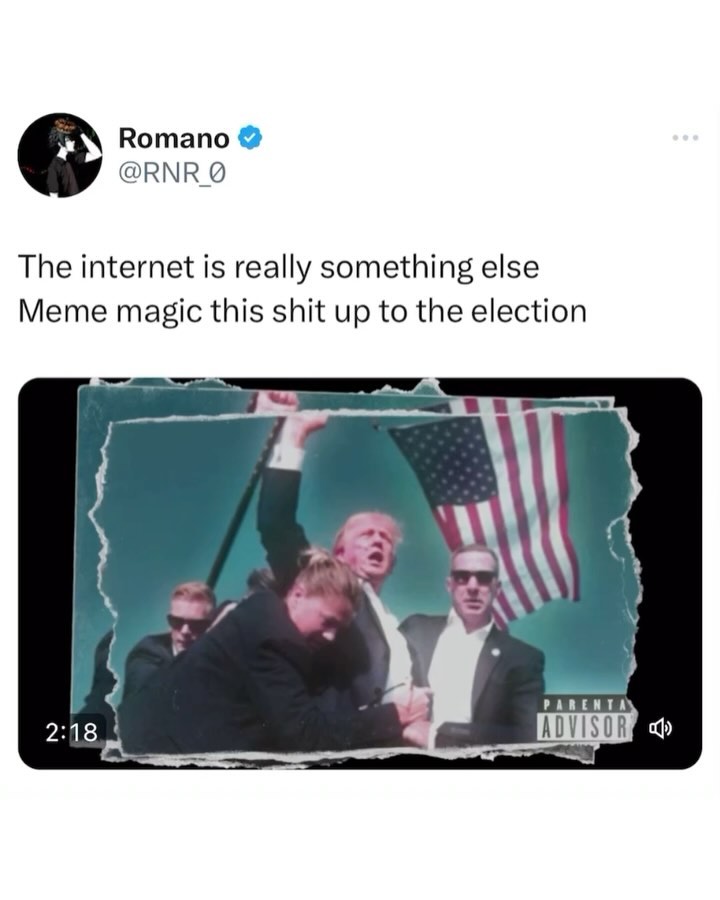 Romano
@RNR_0
The internet is really something else
Meme magic this shit up to the election
PARENTA
ADVISOR
2:18